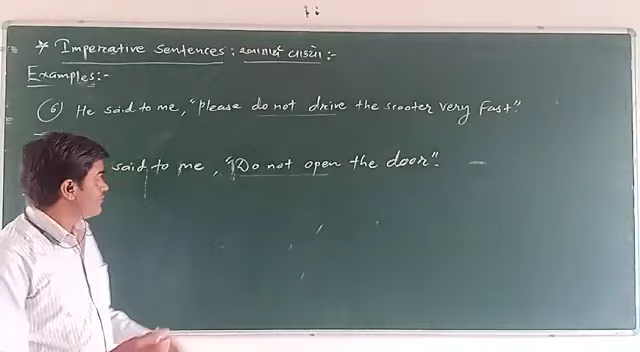 * Imperative Sentences : આજ્ઞાર્થ વાક્યો :-
Examples :-
(6) He said to me, "Please do not drive the scooter very fast".
said to me, "Do not open the door".